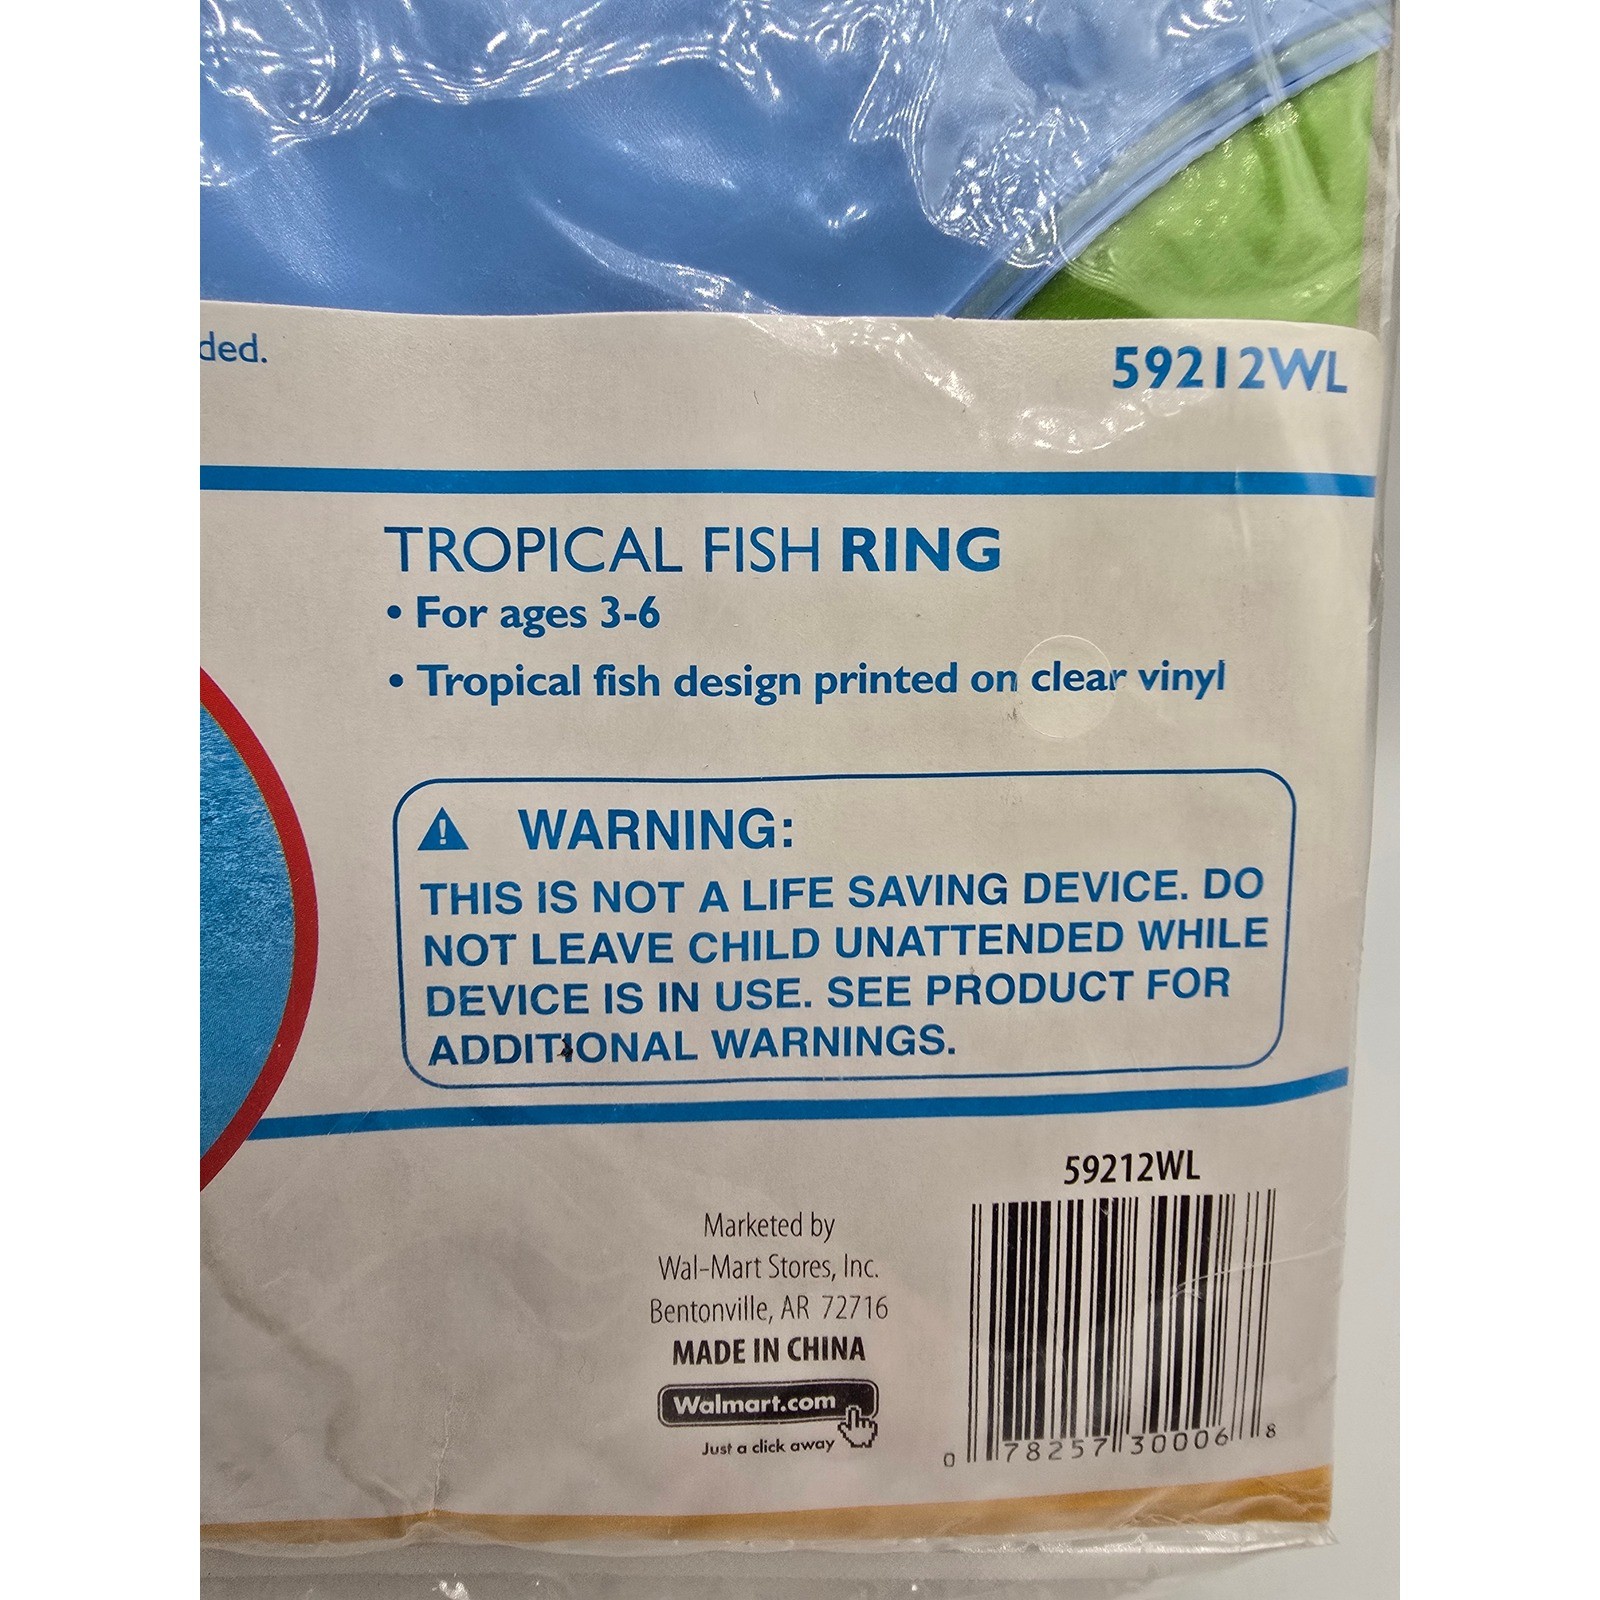 ded.
59212WL
TROPICAL FISH RING
• For ages 3-6
• Tropical fish design printed on clear vinyl
WARNING:
THIS IS NOT A LIFE SAVING DEVICE. DO
NOT LEAVE CHILD UNATTENDED WHILE
DEVICE IS IN USE. SEE PRODUCT FOR
ADDITIONAL WARNINGS.
59212WL
Marketed by
Wal-Mart Stores, Inc.
Bentonville, AR 72716
MADE IN CHINA
Walmart.com
Just a click away
0 78257 30006 8